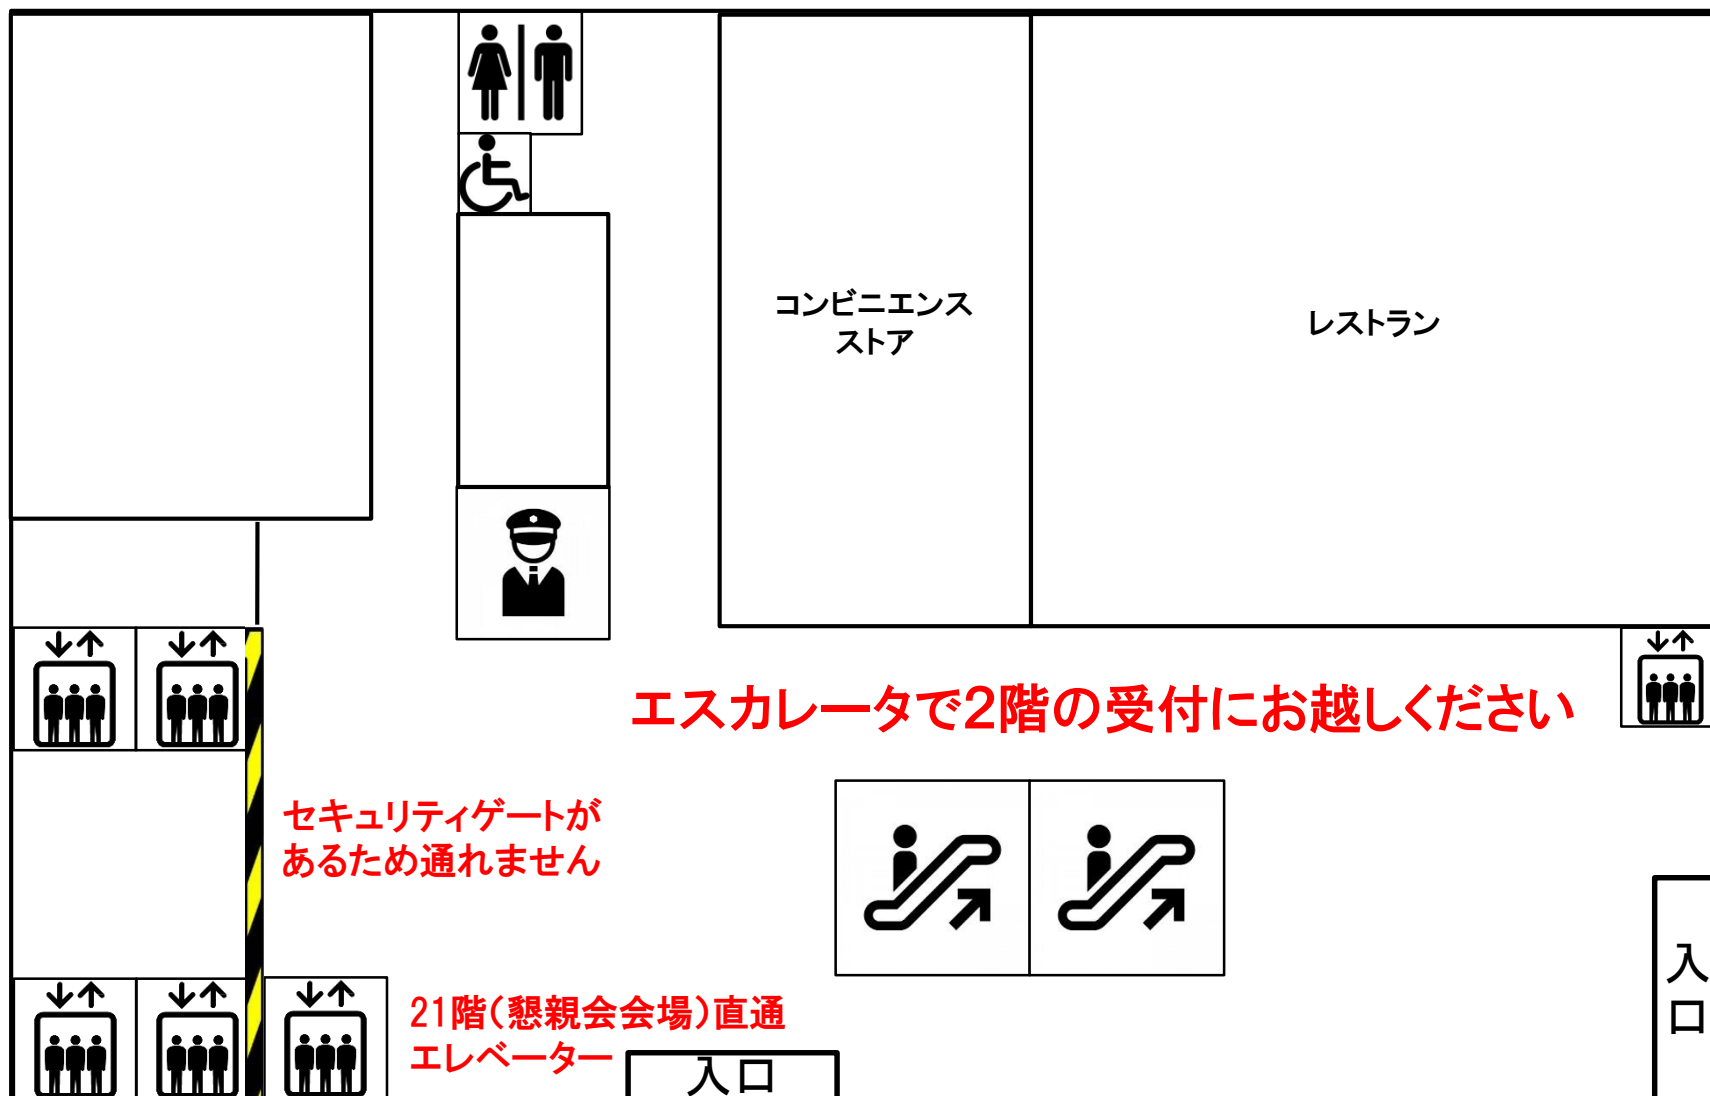 コンビニエンス
ストア
レストラン
エスカレータで2階の受付にお越しください
セキュリティゲートが
あるため通れません
21階(懇親会会場)直通
エレベーター
入口
入口